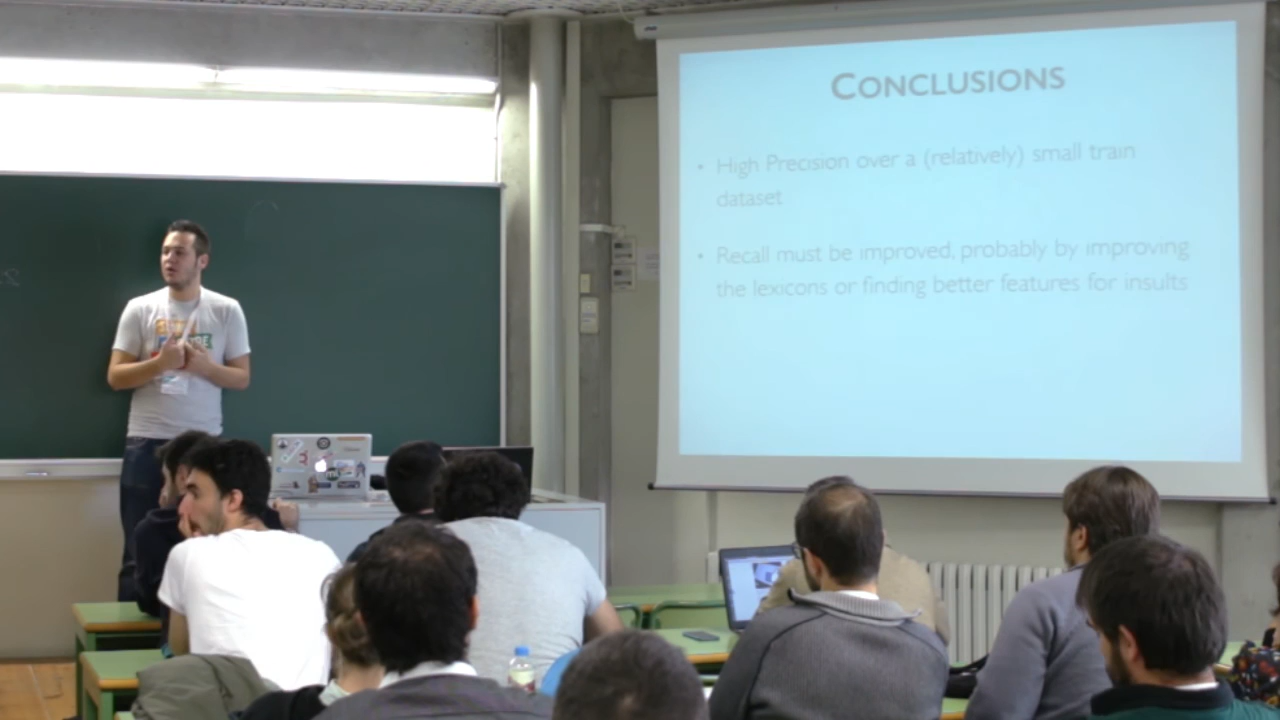 CONCLUSIONS
• High Precision over a (relatively) small train
dataset
• Recall must be improved, probably by improving
the lexicons or finding better features for insults